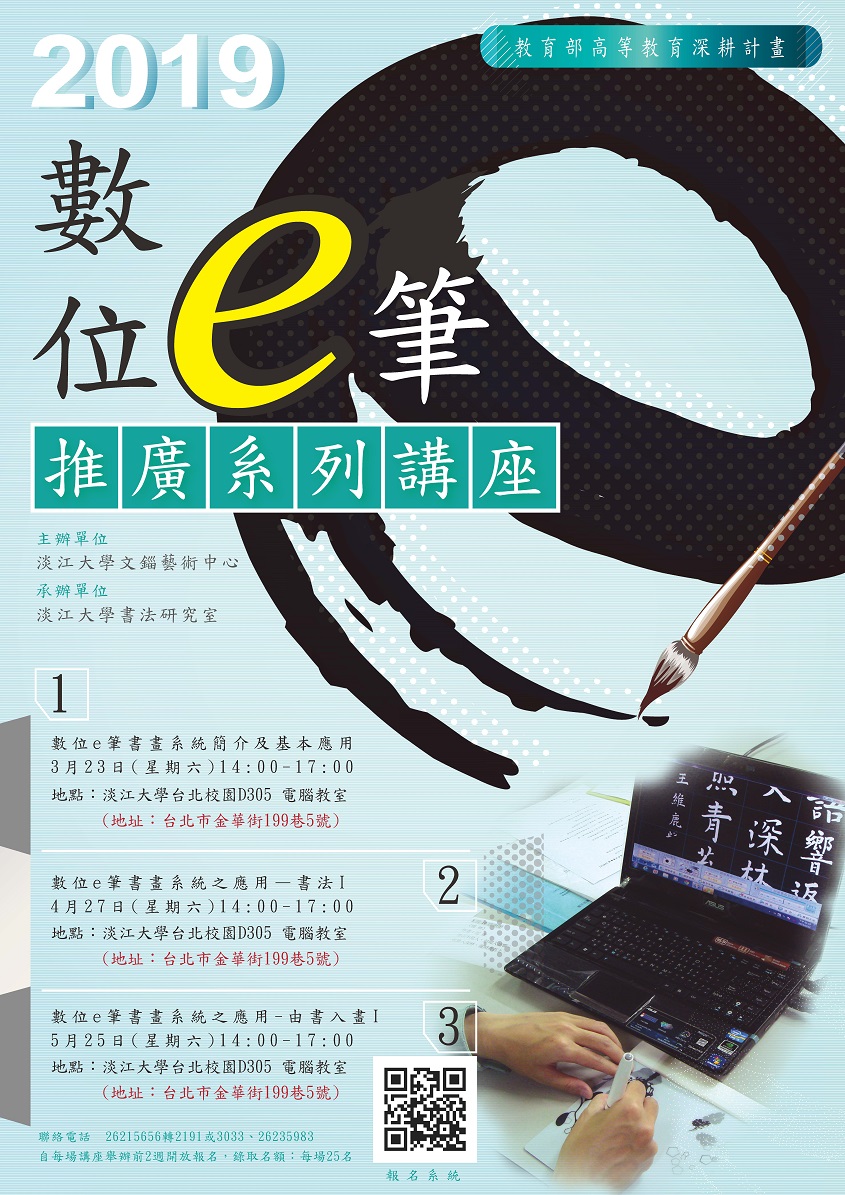 教育部高等教育深耕計畫
2019
數位e筆
推廣系列講座
主辦單位
淡江大學文錙藝術中心
承辦單位
淡江大學書法研究室
1
數位e筆書畫系統簡介及基本應用
3月23日(星期六)14:00-17:00
地點：淡江大學台北校園D305 電腦教室
(地址：台北市金華街199巷5號)
2
數位e筆書畫系統之應用—書法I
4月27日(星期六)14:00-17:00
地點：淡江大學台北校園D305 電腦教室
(地址：台北市金華街199巷5號)
3
數位e筆書畫系統之應用-由書入畫I
5月25日(星期六)14:00-17:00
地點：淡江大學台北校園D305 電腦教室
(地址：台北市金華街199巷5號)
聯絡電話 26215656轉2191或3033、26235983
自每場講座舉辦前2週開放報名，錄取名額：每場25名
報名系統
語響返
人深林
照青苔
王維鹿
ASUS